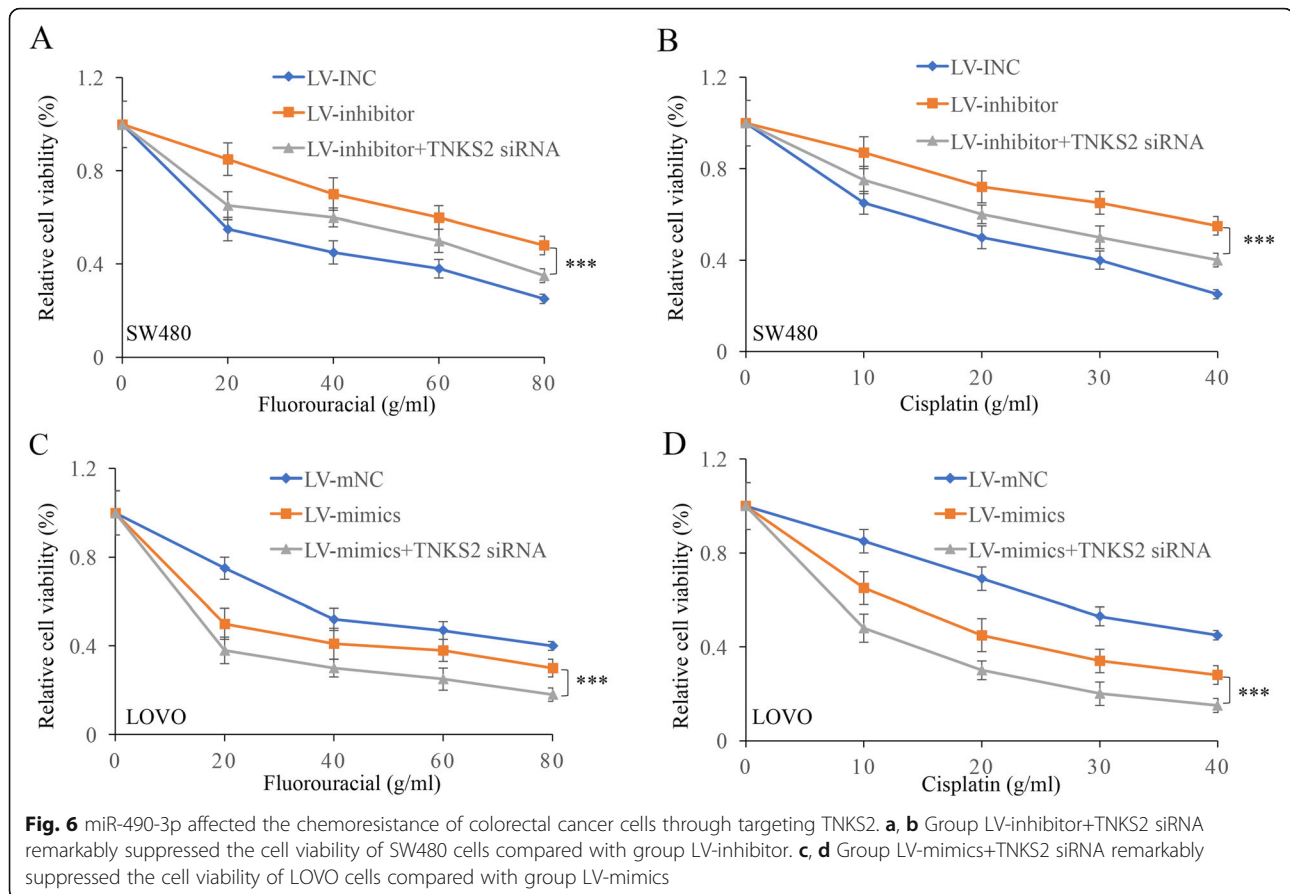 A
LV-INC
LV-inhibitor
LV-inhibitor+TNKS2 siRNA
Relative cell viability (%)
1.2
0.8
0.4
0
***
SW480
0 20 40 60 80
Fluorouracial (g/ml)
B
LV-INC
LV-inhibitor
LV-inhibitor+TNKS2 siRNA
Relative cell viability (%)
1.2
0.8
0.4
0
***
SW480
0 10 20 30 40
Cisplatin (g/ml)
C
LV-mNC
LV-mimics
LV-mimics+TNKS2 siRNA
Relative cell viability (%)
1.2
0.8
0.4
0
***
LOVO
0 20 40 60 80
Fluorouracial (g/ml)
D
LV-mNC
LV-mimics
LV-mimics+TNKS2 siRNA
Relative cell viability (%)
1.2
0.8
0.4
0
***
LOVO
0 10 20 30 40
Cisplatin (g/ml)
Fig. 6 miR-490-3p affected the chemoresistance of colorectal cancer cells through targeting TNKS2. a, b Group LV-inhibitor+TNKS2 siRNA
remarkably suppressed the cell viability of SW480 cells compared with group LV-inhibitor. c, d Group LV-mimics+TNKS2 siRNA remarkably
suppressed the cell viability of LOVO cells compared with group LV-mimics